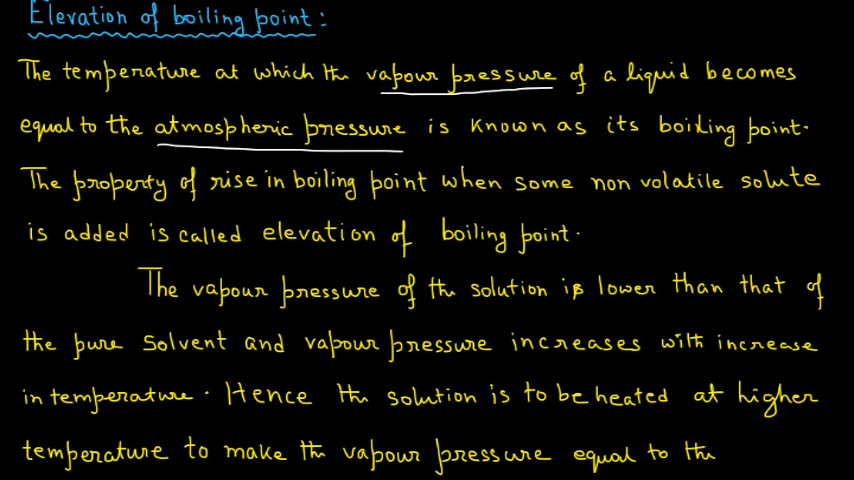 Elevation of boiling point:
The temperature at which the vapour pressure of a liquid becomes
equal to the atmospheric pressure is known as its boiling point.
The property of rise in boiling point when some non volatile solute
is added is called elevation of boiling point.
The vapour pressure of the solution is lower than that of
the pure solvent and vapour pressure increases with increase
in temperature. Hence the solution is to be heated at higher
temperature to make the vapour pressure equal to the